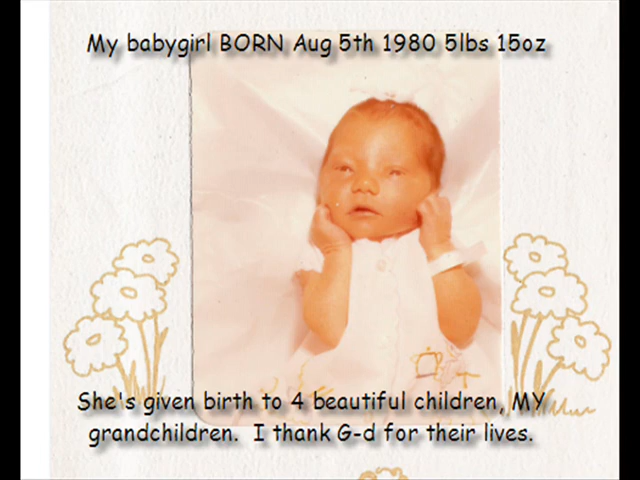 My babygirl BORN Aug 5th 1980 5lbs 15oz
She's given birth to 4 beautiful children, MY
grandchildren. I thank G-d for their lives.